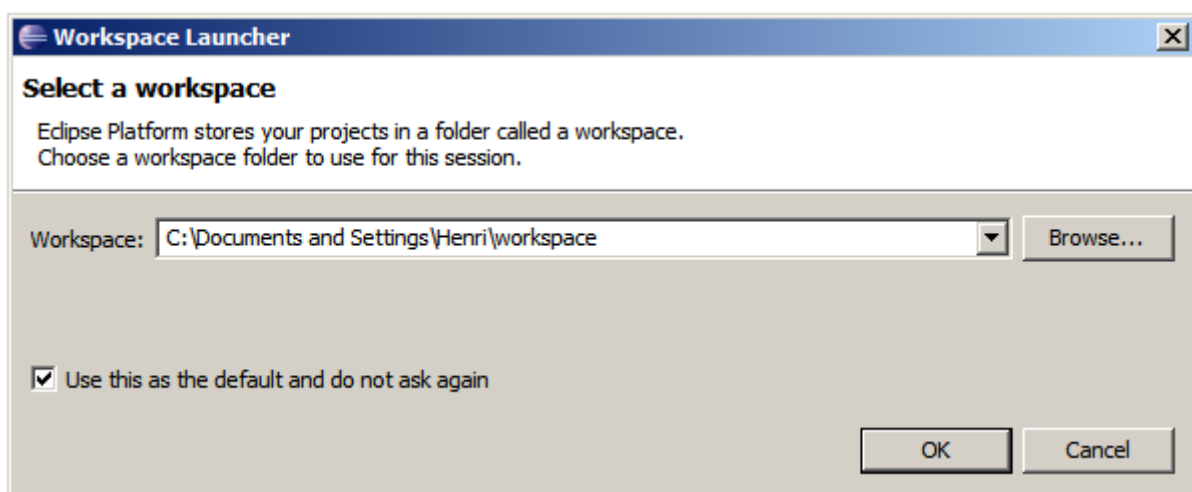 Workspace Launcher
Select a workspace
Eclipse Platform stores your projects in a folder called a workspace.
Choose a workspace folder to use for this session.
Workspace: C:\Documents and Settings\Henri\workspace Browse...
Use this as the default and do not ask again
OK Cancel